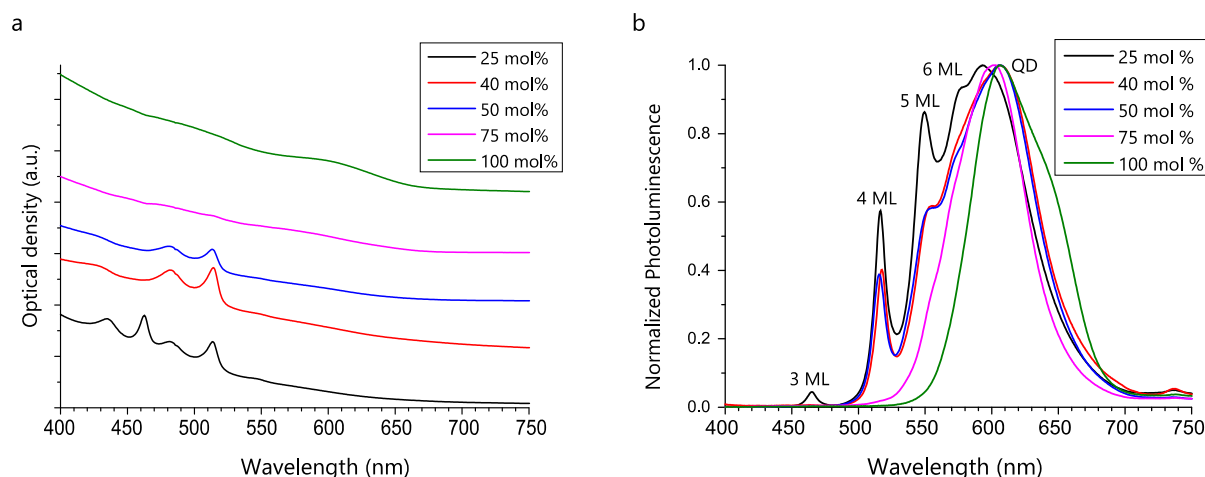 a
25 mol%
40 mol%
50 mol%
75 mol%
100 mol%
Optical density (a.u.)
400 450 500 550 600 650 700 750
Wavelength (nm)
b
25 mol %
40 mol %
50 mol %
75 mol %
100 mol %
3 ML
4 ML
5 ML
6 ML
QD
1.0
0.8
0.6
0.4
0.2
0.0
Normalized Photoluminescence
400 450 500 550 600 650 700 750
Wavelength (nm)